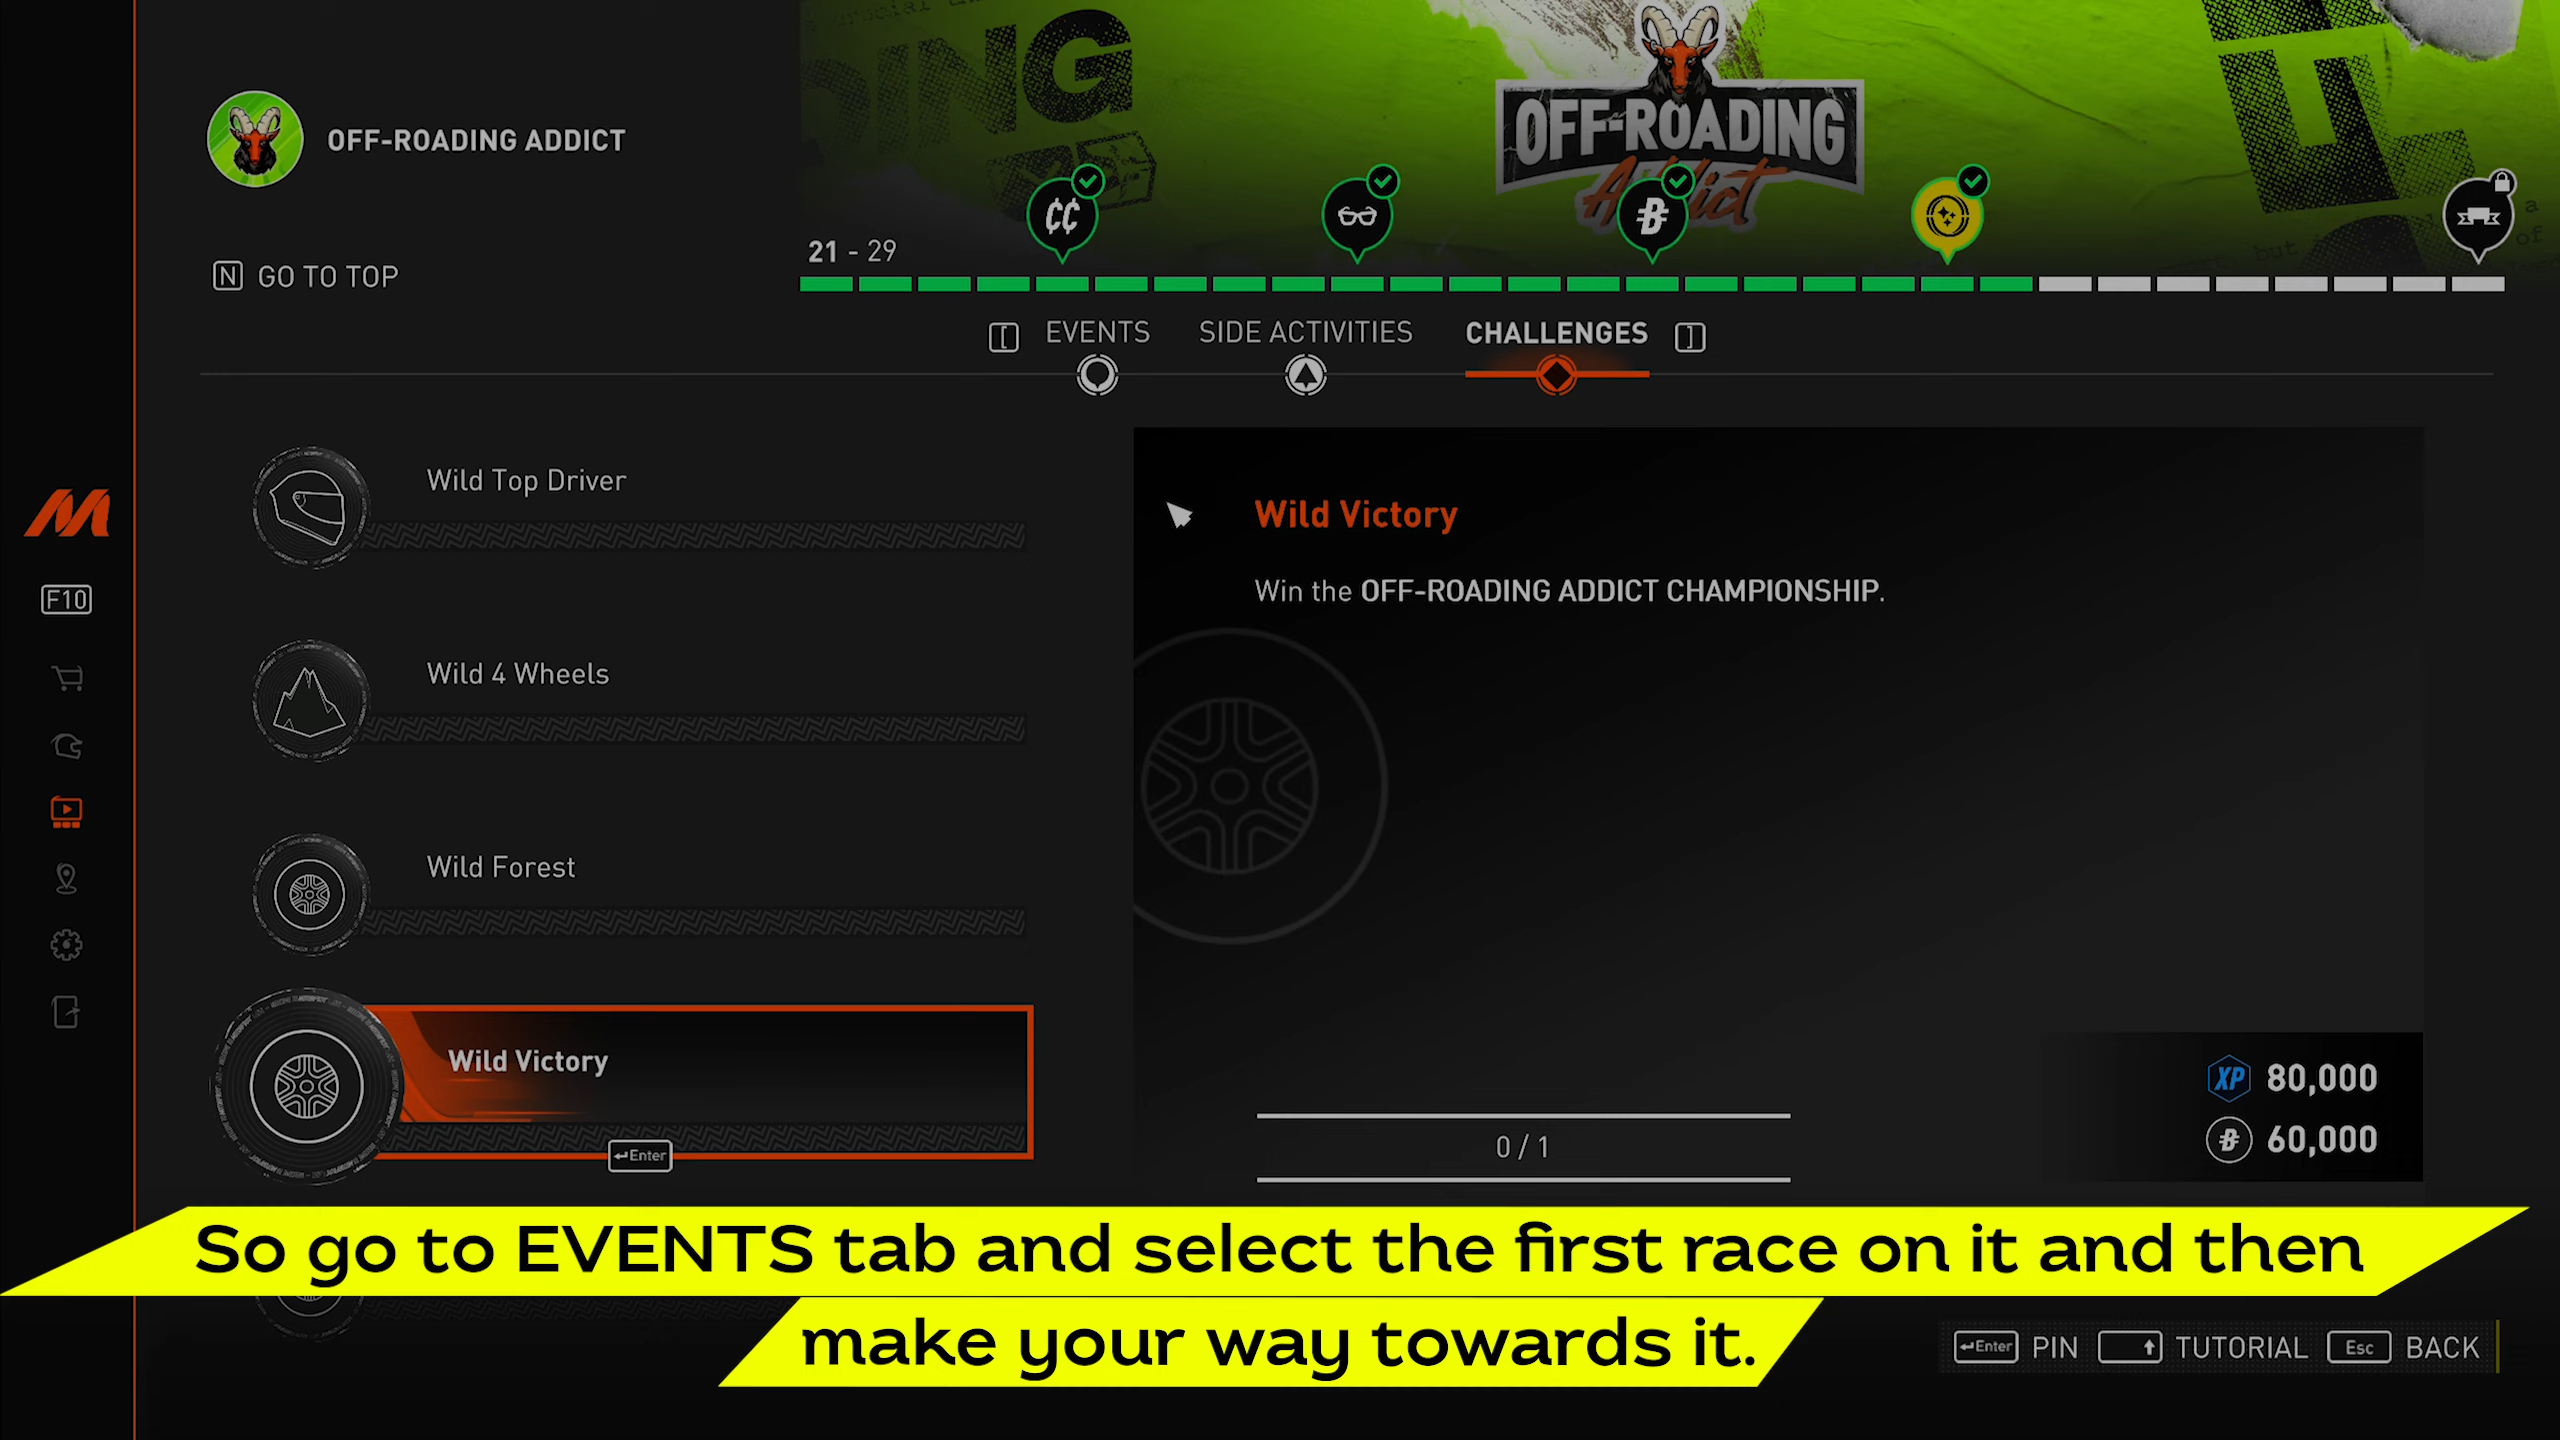 OFF-ROADING ADDICT
N GO TO TOP
OFF-ROADING
Addict
21 - 29
[ EVENTS SIDE ACTIVITIES CHALLENGES ]
F10
Wild Top Driver
Wild 4 Wheels
Wild Forest
Wild Victory
Enter
Wild Victory
Win the OFF-ROADING ADDICT CHAMPIONSHIP.
0 / 1
XP 80,000
60,000
So go to EVENTS tab and select the first race on it and then
make your way towards it.
Enter PIN TUTORIAL Esc BACK